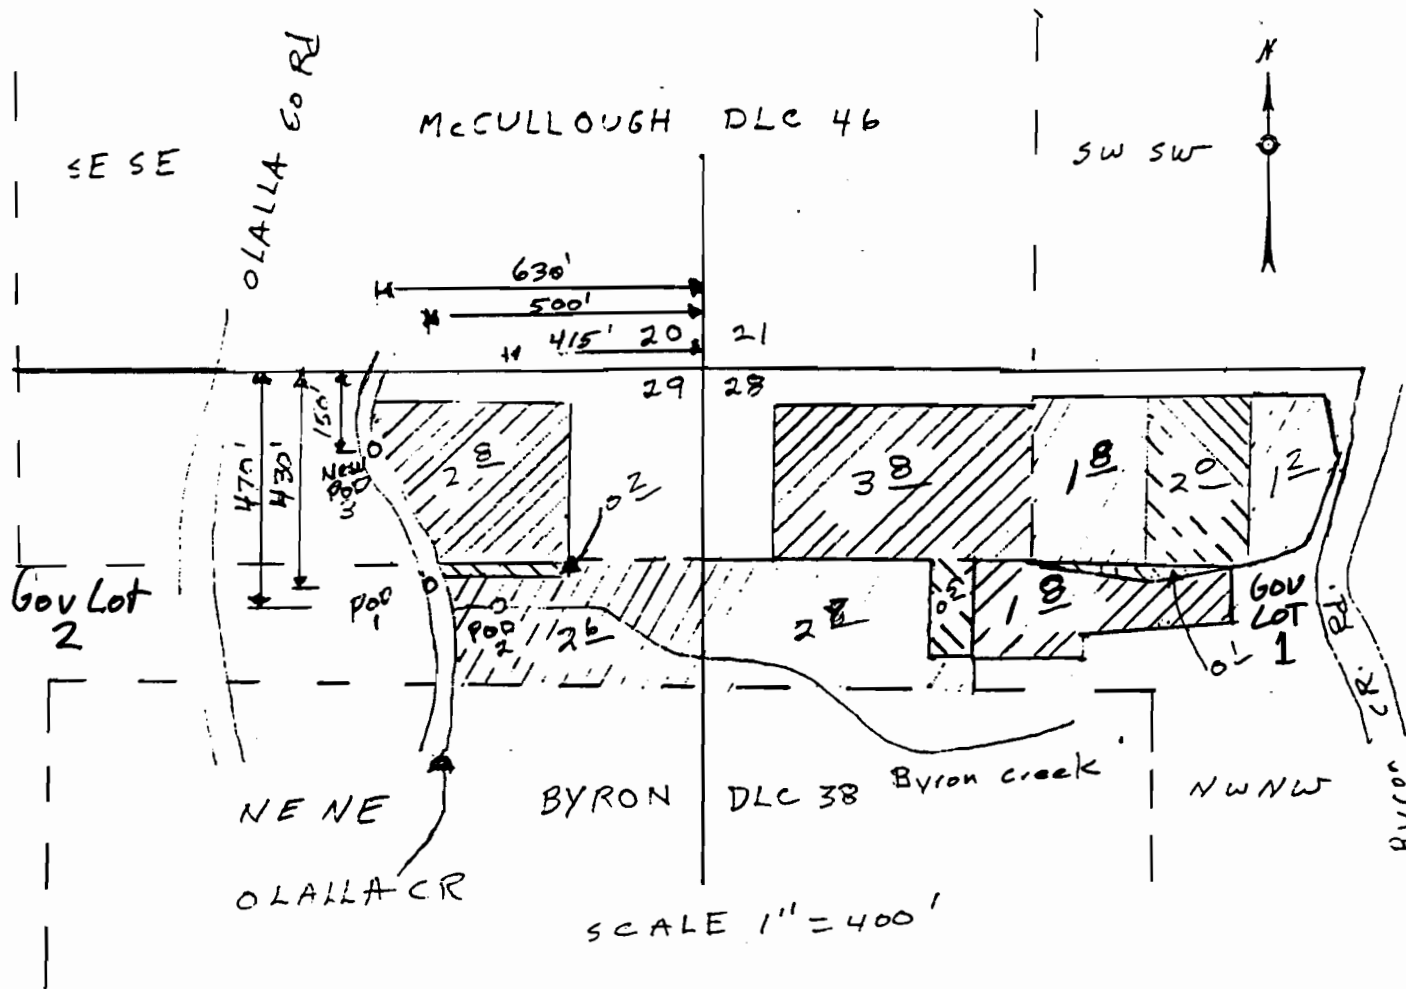 N
OLALLA CO Rd
McCULLOUGH DLC 46
SE SE
SW SW
630'
500'
415'
20 21
29 28
470'
430'
150'
New
POD
3
2 8
0 2
3 8
1 8
2 0
1 2
Gov Lot
2
POD
1
POD
2
2 6
2 8
0 3
1 8
0 1
GOV
LOT
1
CR. Rd.
NE NE
BYRON DLC 38
Byron Creek
NW NW
OLALLA CR
SCALE 1" = 400'